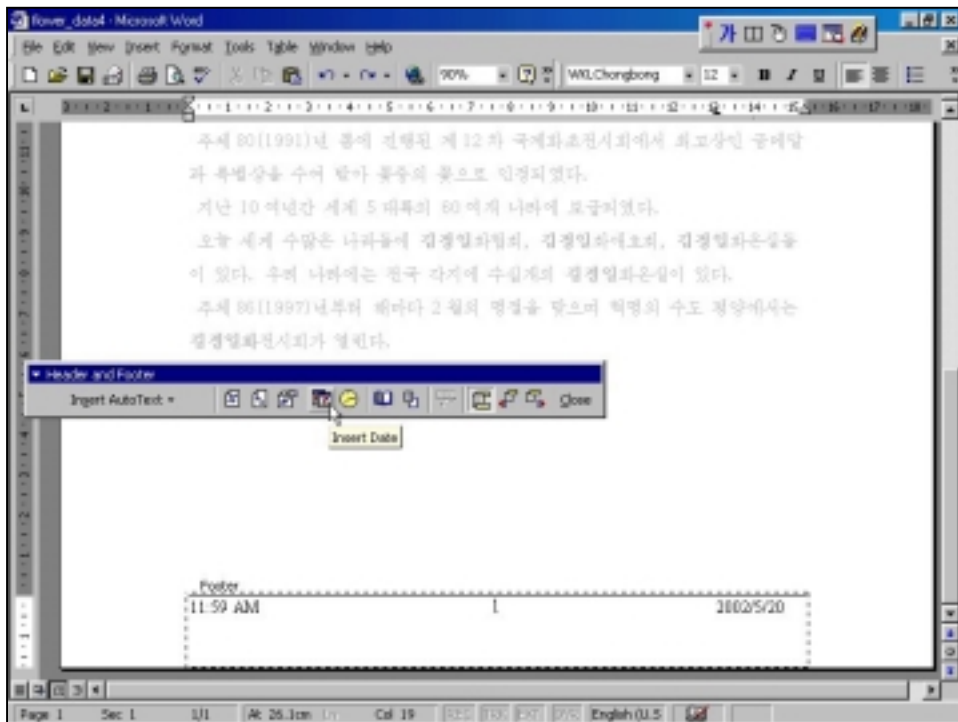 flower_data4 - Microsoft Word
File Edit View Insert Format Tools Table Window Help
가
90% WKLChongbong 12 B I U
주체 80(1991)년 봄에 진행된 제 12 차 국제화초전시회에서 최고상인 금메달
과 특별상을 수여 받아 꽃중의 꽃으로 인정되였다.
지난 10 여년간 세계 5 대륙의 60 여개 나라에 보급되였다.
오늘 세계 수많은 나라들에 김정일화협회, 김정일화애호회, 김정일화온실들
이 있다. 우리 나라에는 전국 각지에 수십개의 김정일화온실이 있다.
주체 86(1997)년부터 해마다 2 월의 명절을 맞으며 혁명의 수도 평양에서는
김정일화전시회가 열린다.
Header and Footer
Insert AutoText Close
Insert Date
Footer
11:59 AM 1 2002/5/20
Page 1 Sec 1 1/1 At 26.1cm Ln Col 19 REC TRK EXT OVR English (U.S